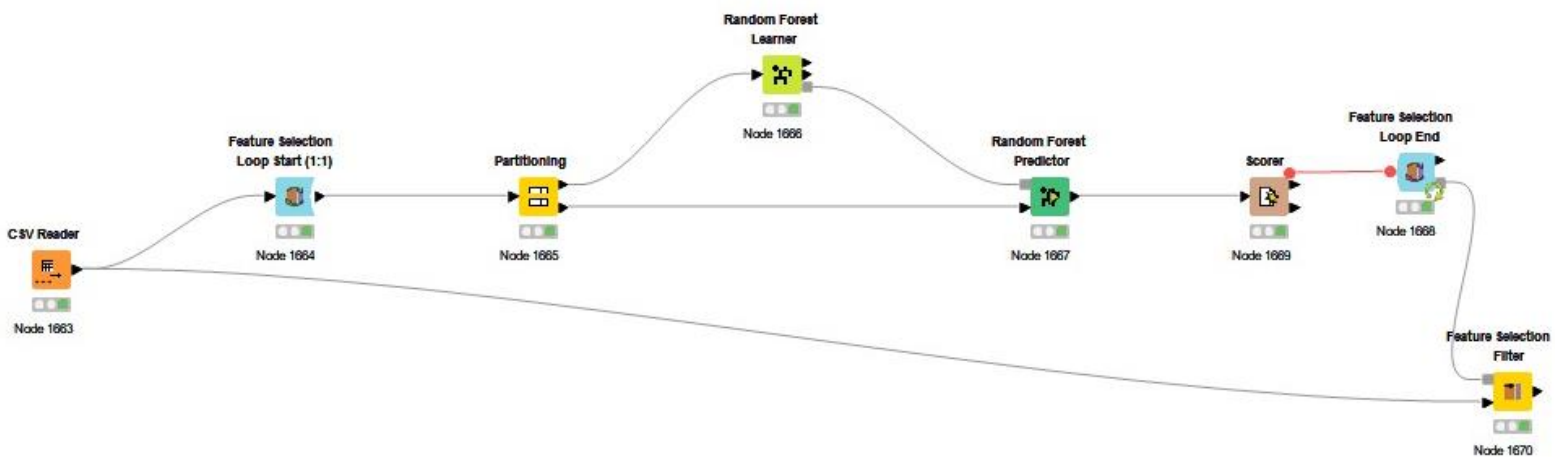 Random Forest
Learner
Node 1666
Feature Selection
Loop Start (1:1)
Node 1664
Partitioning
Node 1665
Random Forest
Predictor
Node 1667
Scorer
Node 1669
Feature Selection
Loop End
Node 1668
CSV Reader
Node 1663
Feature Selection
Filter
Node 1670